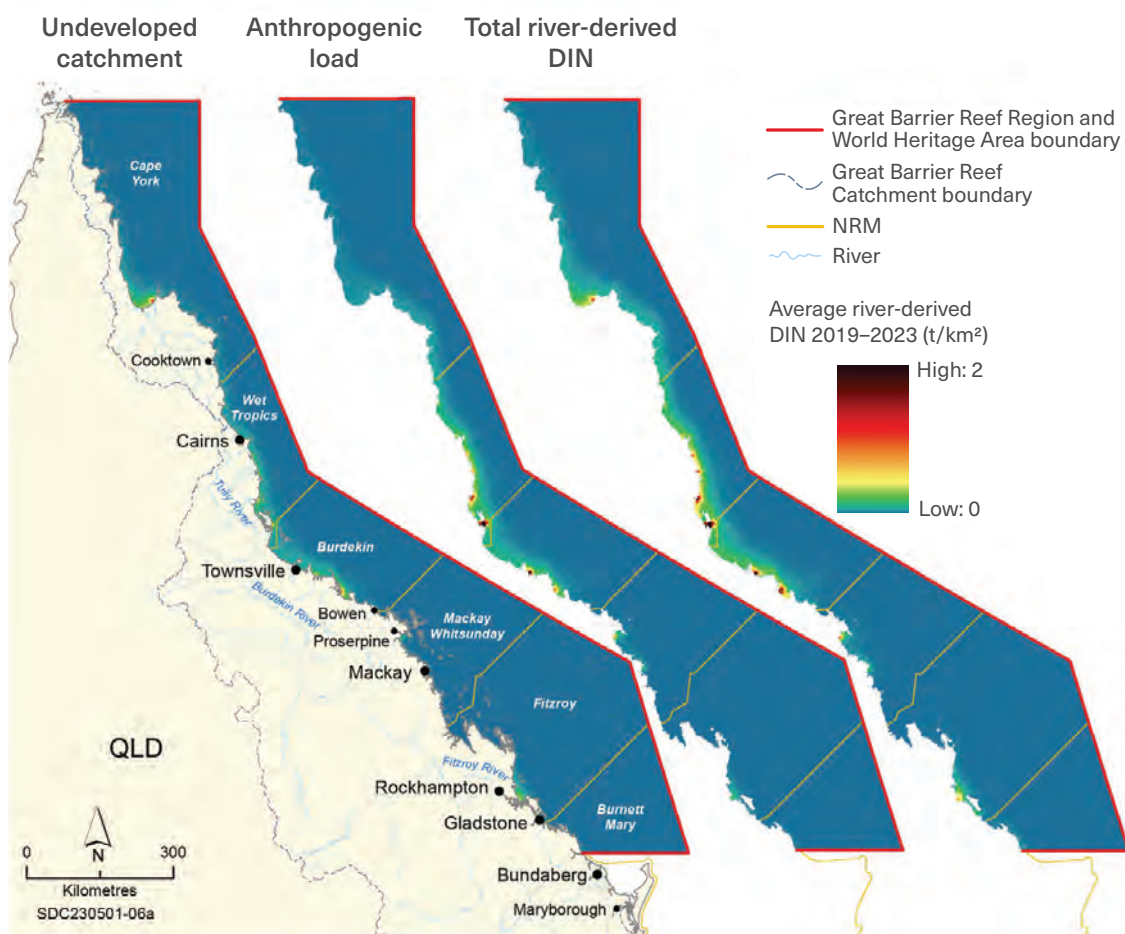 Undeveloped
catchment
Anthropogenic
load
Total river-derived
DIN
Great Barrier Reef Region and
World Heritage Area boundary
Great Barrier Reef
Catchment boundary
NRM
River
Average river-derived
DIN 2019–2023 (t/km²)
High: 2
Low: 0
Cape
York
Cooktown
Wet
Tropics
Cairns
Tully River
Burdekin
Townsville
Burdekin River
Bowen
Proserpine
Mackay
Whitsunday
Mackay
Fitzroy
QLD
Fitzroy River
Rockhampton
Gladstone
Burnett
Mary
Bundaberg
Maryborough
0
300
N
Kilometres
SDC230501-06a